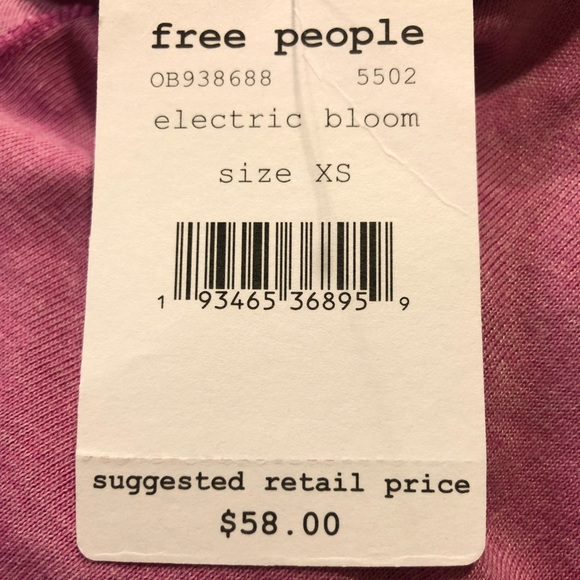 free people
OB938688 5502
electric bloom
size XS
1 93465 36895 9
suggested retail price
$58.00